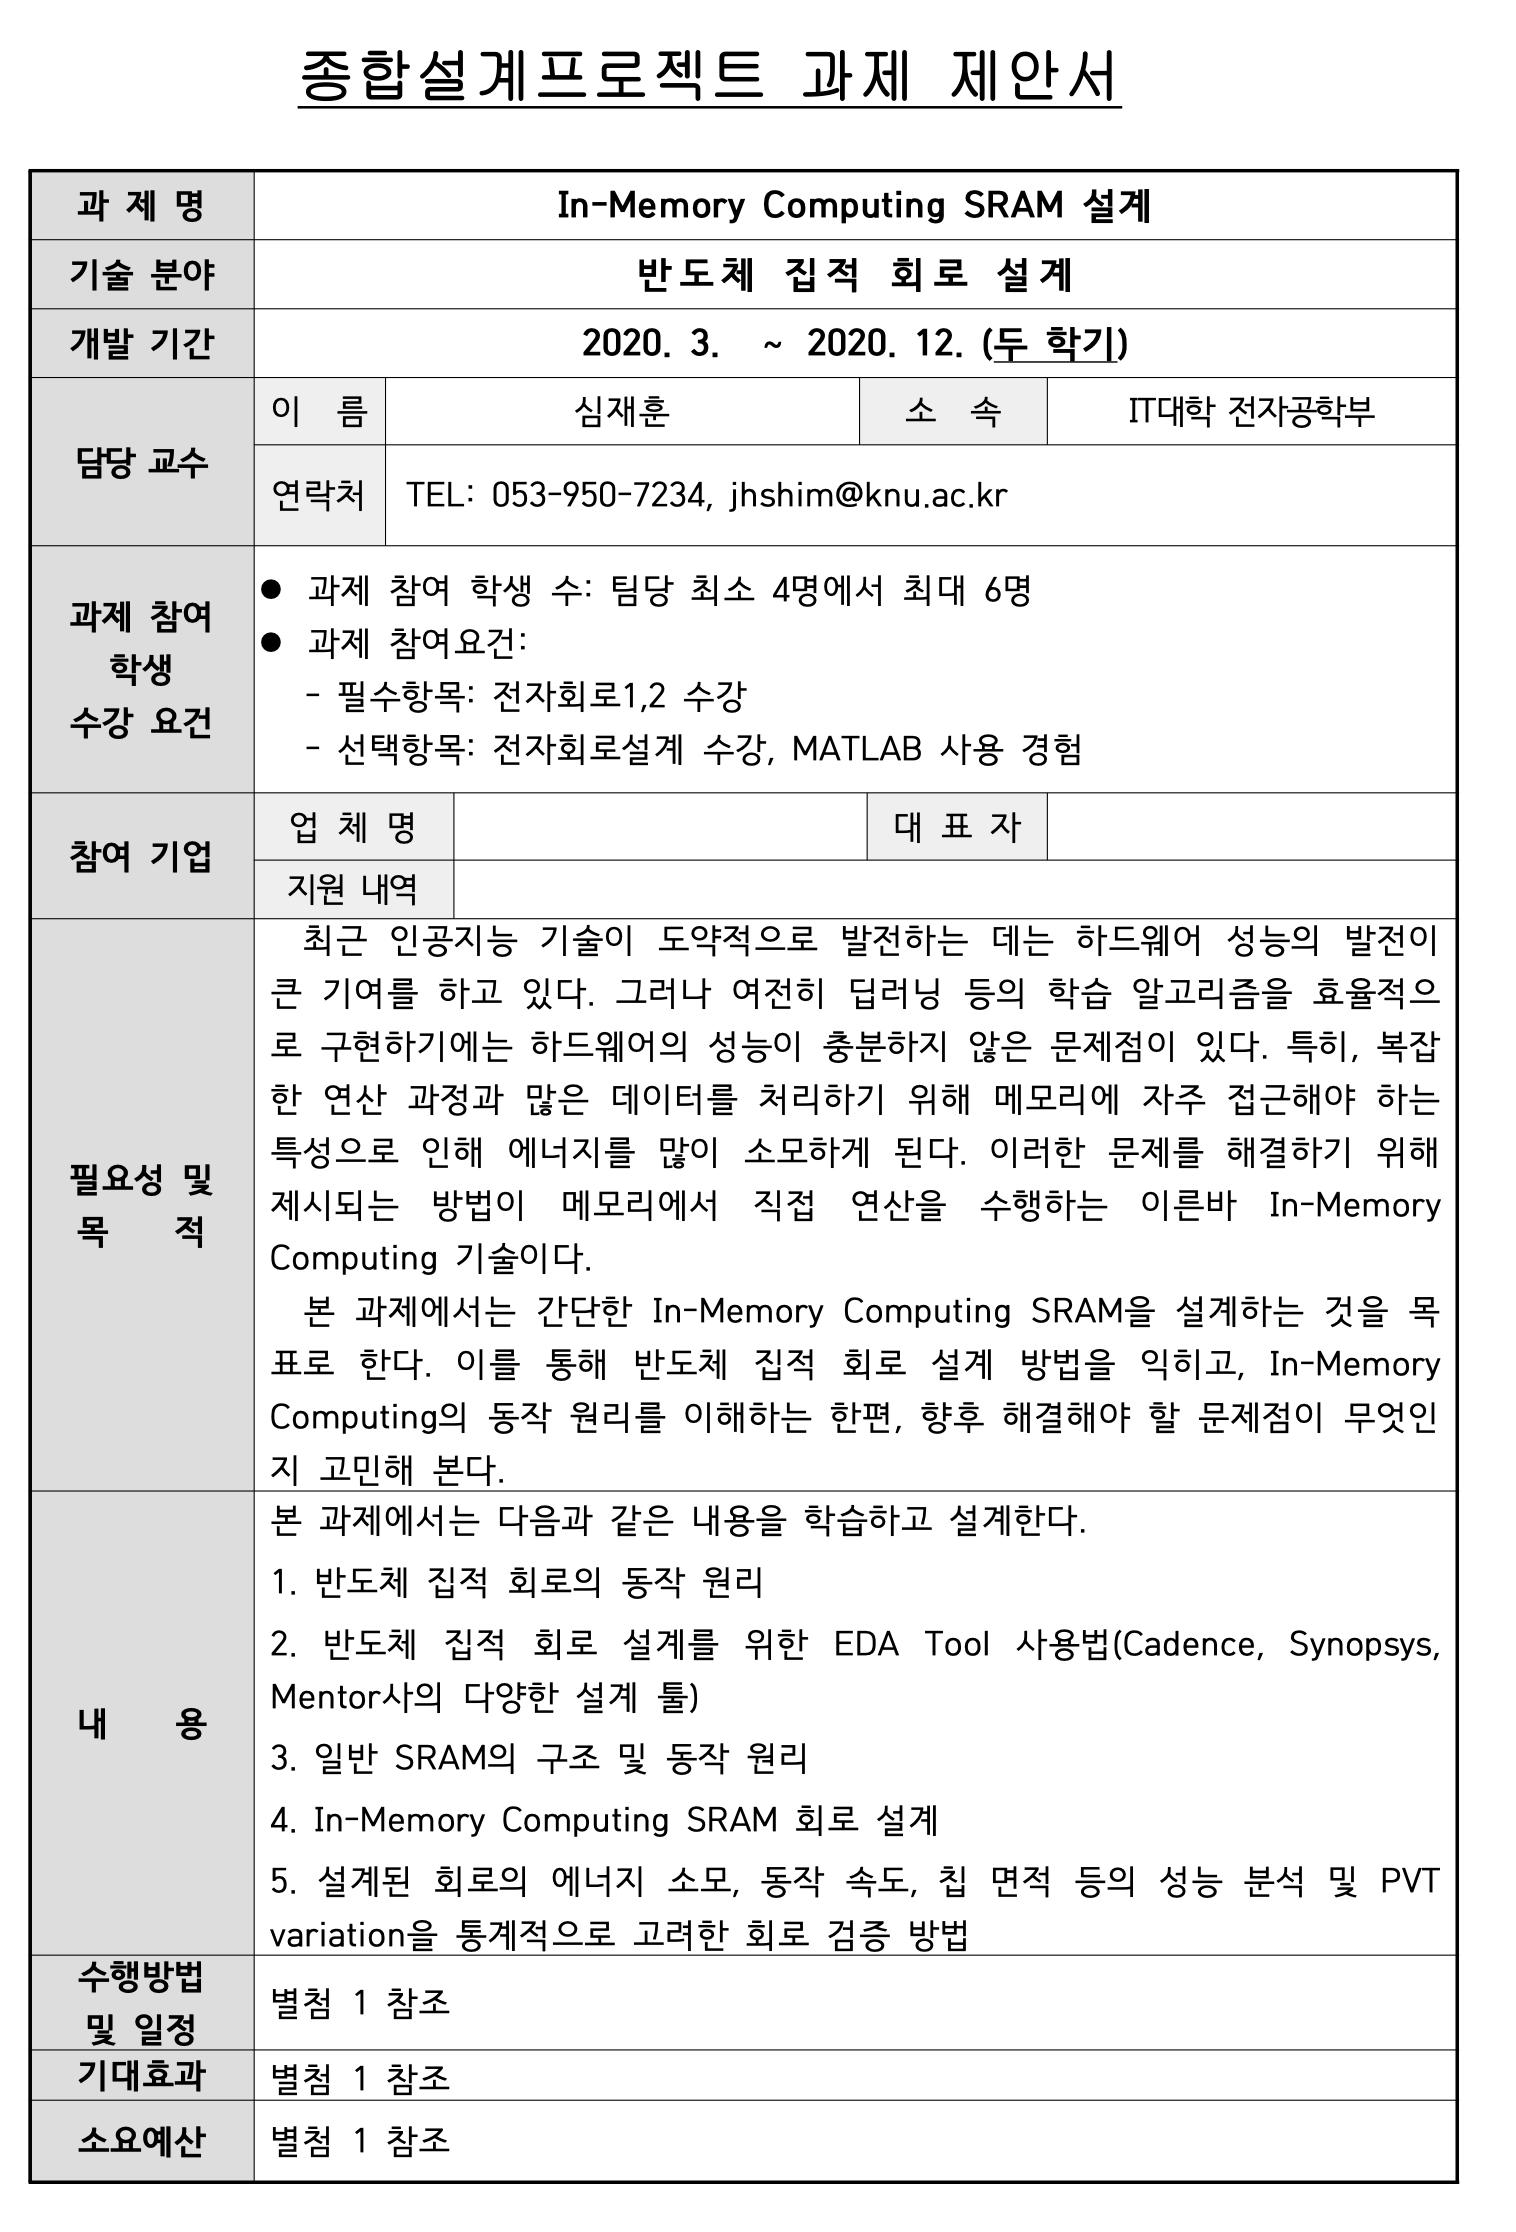 종합설계프로젝트 과제 제안서
과 제 명
In-Memory Computing SRAM 설계
기술 분야
반도체 집적 회로 설계
개발 기간
2020. 3. ~ 2020. 12. (두 학기)
담당 교수
이 름
심재훈
소 속
IT대학 전자공학부
연락처
TEL: 053-950-7234, jhshim@knu.ac.kr
과제 참여
학생
수강 요건
● 과제 참여 학생 수: 팀당 최소 4명에서 최대 6명
● 과제 참여요건:
- 필수항목: 전자회로1,2 수강
- 선택항목: 전자회로설계 수강, MATLAB 사용 경험
참여 기업
업 체 명
대 표 자
지원 내역
필요성 및
목 적
최근 인공지능 기술이 도약적으로 발전하는 데는 하드웨어 성능의 발전이
큰 기여를 하고 있다. 그러나 여전히 딥러닝 등의 학습 알고리즘을 효율적으
로 구현하기에는 하드웨어의 성능이 충분하지 않은 문제점이 있다. 특히, 복잡
한 연산 과정과 많은 데이터를 처리하기 위해 메모리에 자주 접근해야 하는
특성으로 인해 에너지를 많이 소모하게 된다. 이러한 문제를 해결하기 위해
제시되는 방법이 메모리에서 직접 연산을 수행하는 이른바 In-Memory
Computing 기술이다.
본 과제에서는 간단한 In-Memory Computing SRAM을 설계하는 것을 목
표로 한다. 이를 통해 반도체 집적 회로 설계 방법을 익히고, In-Memory
Computing의 동작 원리를 이해하는 한편, 향후 해결해야 할 문제점이 무엇인
지 고민해 본다.
내 용
본 과제에서는 다음과 같은 내용을 학습하고 설계한다.
1. 반도체 집적 회로의 동작 원리
2. 반도체 집적 회로 설계를 위한 EDA Tool 사용법(Cadence, Synopsys,
Mentor사의 다양한 설계 툴)
3. 일반 SRAM의 구조 및 동작 원리
4. In-Memory Computing SRAM 회로 설계
5. 설계된 회로의 에너지 소모, 동작 속도, 칩 면적 등의 성능 분석 및 PVT
variation을 통계적으로 고려한 회로 검증 방법
수행방법
및 일정
별첨 1 참조
기대효과
별첨 1 참조
소요예산
별첨 1 참조